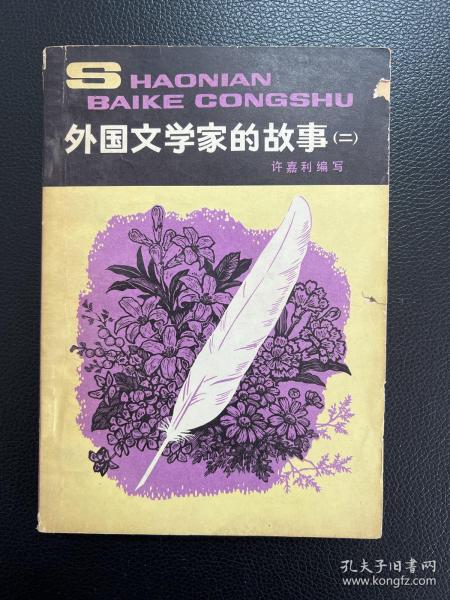 SHAONIAN
BAIKE CONGSHU
外国文学家的故事(二)
许嘉利编写
孔夫子旧书网
www.kongfz.com